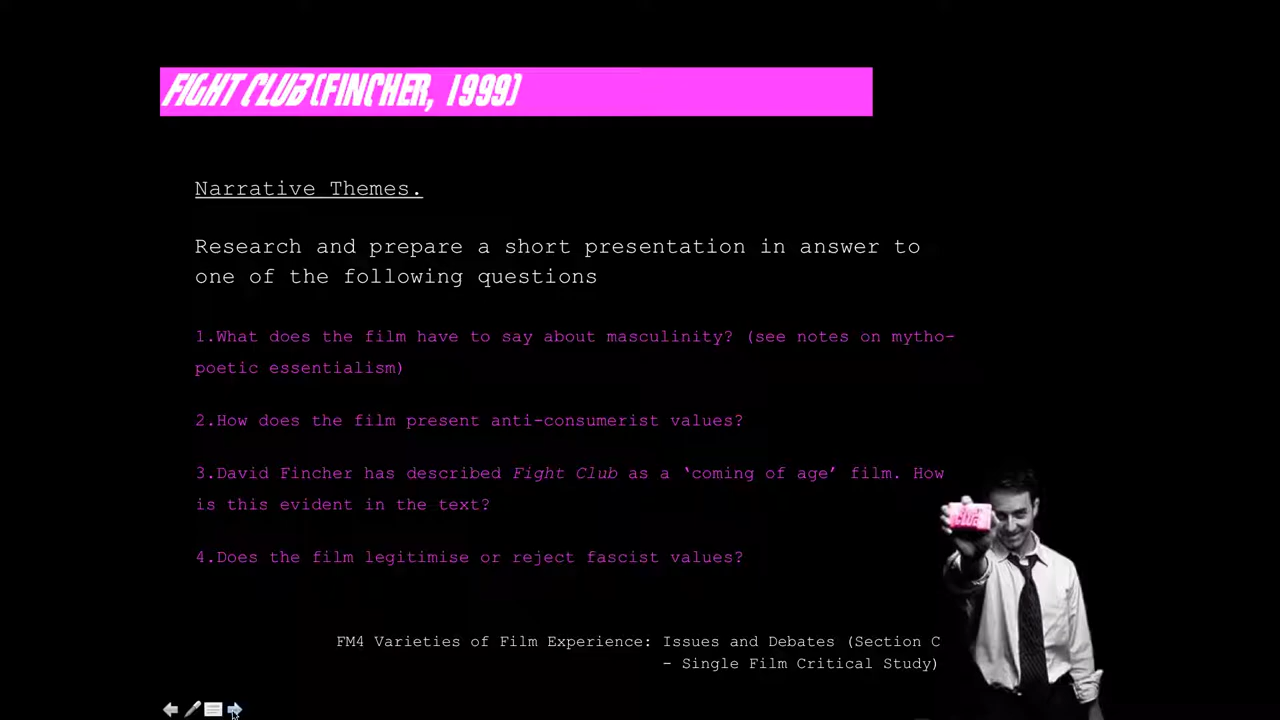 FIGHT CLUB (FINCHER, 1999)
Narrative Themes.
Research and prepare a short presentation in answer to
one of the following questions
1.What does the film have to say about masculinity? (see notes on mytho-
poetic essentialism)
2.How does the film present anti-consumerist values?
3.David Fincher has described Fight Club as a ‘coming of age’ film. How
is this evident in the text?
4.Does the film legitimise or reject fascist values?
FIGHT
CLUB
FM4 Varieties of Film Experience: Issues and Debates (Section C
- Single Film Critical Study)